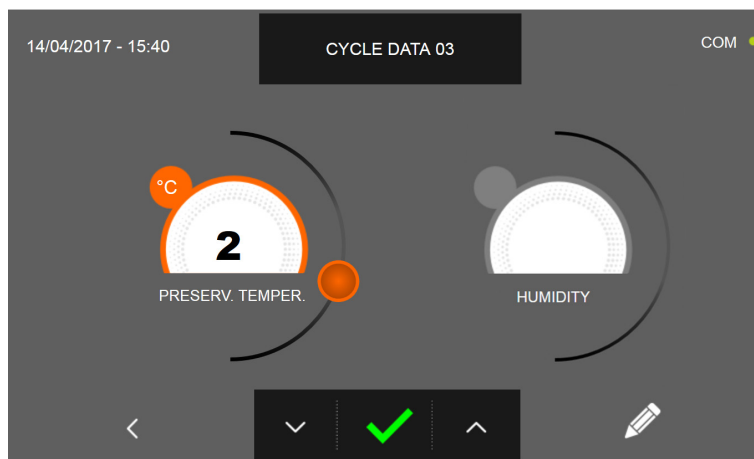 14/04/2017 - 15:40
CYCLE DATA 03
COM
°C
2
PRESERV. TEMPER.
HUMIDITY